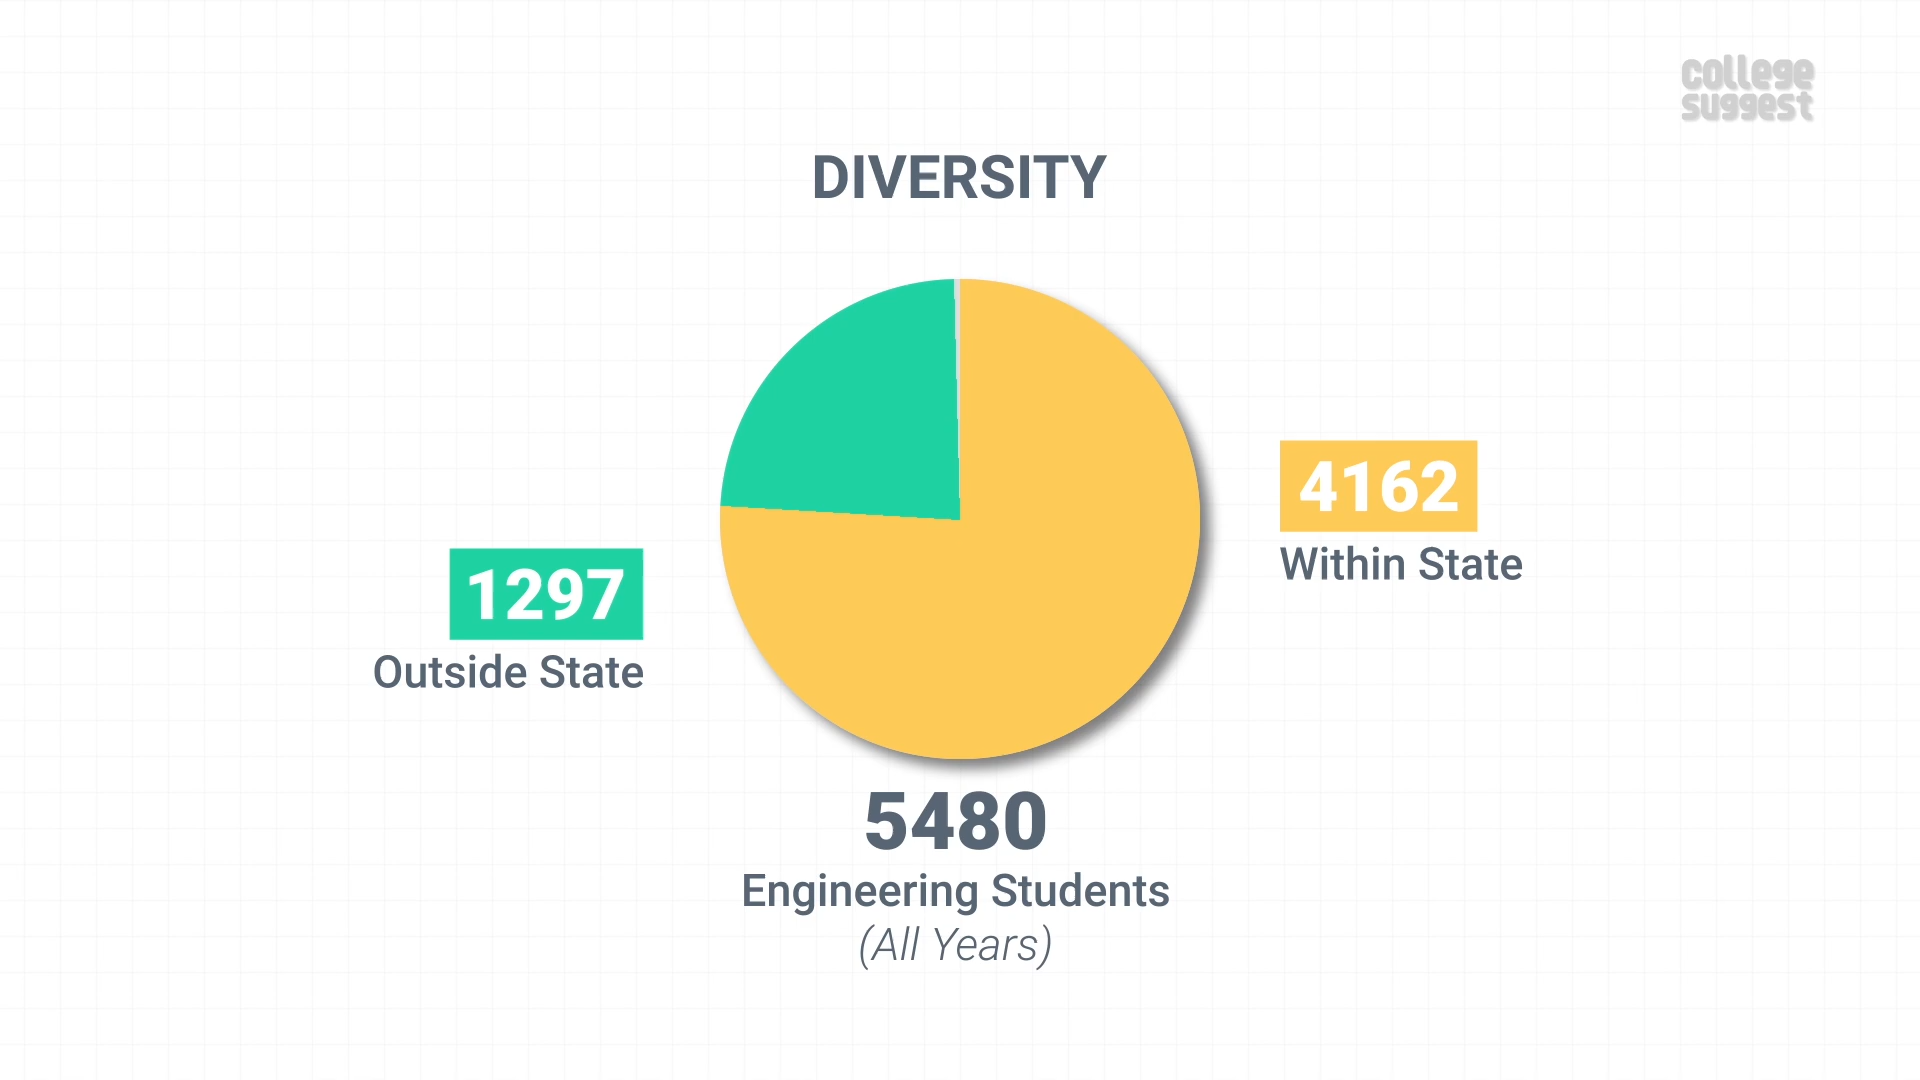 college
suggest
DIVERSITY
4162
Within State
1297
Outside State
5480
Engineering Students
(All Years)